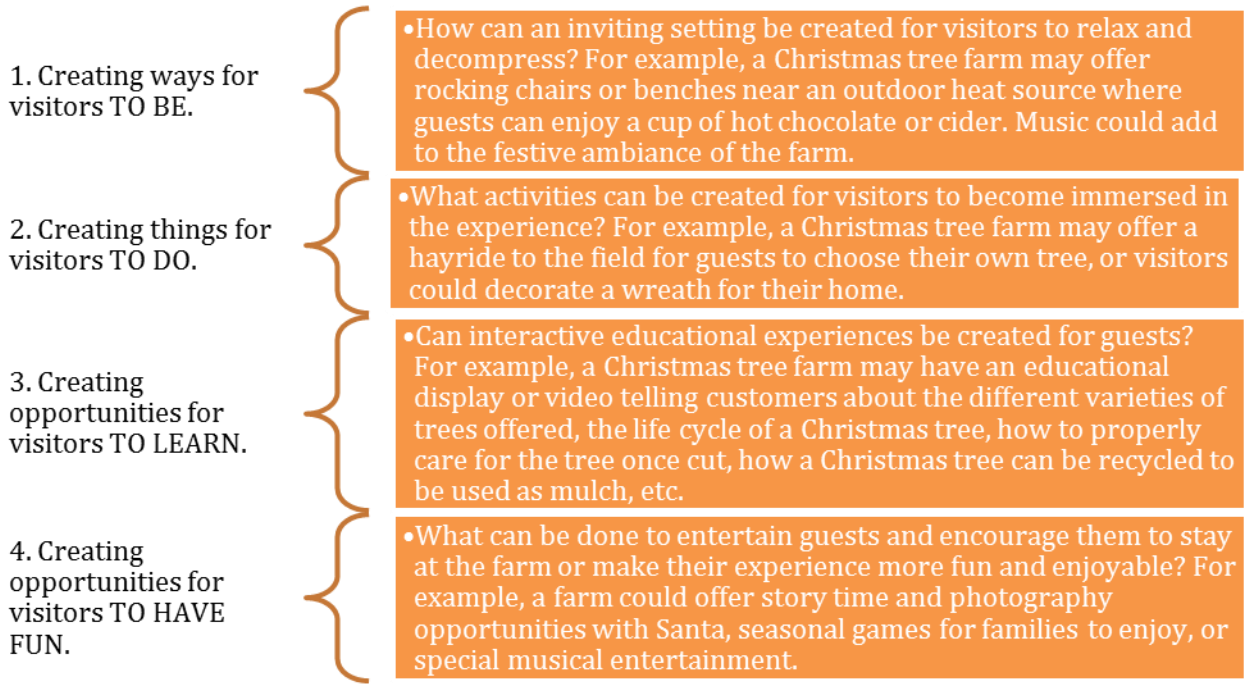 1. Creating ways for
visitors TO BE.
•How can an inviting setting be created for visitors to relax and
decompress? For example, a Christmas tree farm may offer
rocking chairs or benches near an outdoor heat source where
guests can enjoy a cup of hot chocolate or cider. Music could add
to the festive ambiance of the farm.
2. Creating things for
visitors TO DO.
•What activities can be created for visitors to become immersed in
the experience? For example, a Christmas tree farm may offer a
hayride to the field for guests to choose their own tree, or visitors
could decorate a wreath for their home.
3. Creating
opportunities for
visitors TO LEARN.
•Can interactive educational experiences be created for guests?
For example, a Christmas tree farm may have an educational
display or video telling customers about the different varieties of
trees offered, the life cycle of a Christmas tree, how to properly
care for the tree once cut, how a Christmas tree can be recycled to
be used as mulch, etc.
4. Creating
opportunities for
visitors TO HAVE
FUN.
•What can be done to entertain guests and encourage them to stay
at the farm or make their experience more fun and enjoyable? For
example, a farm could offer story time and photography
opportunities with Santa, seasonal games for families to enjoy, or
special musical entertainment.